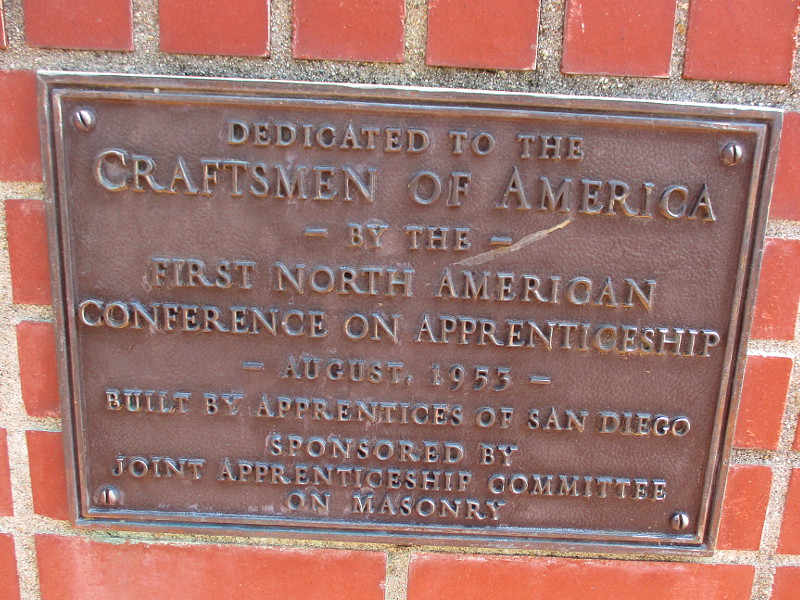 DEDICATED TO THE
CRAFTSMEN OF AMERICA
- BY THE -
FIRST NORTH AMERICAN
CONFERENCE ON APPRENTICESHIP
- AUGUST, 1953 -
BUILT BY APPRENTICES OF SAN DIEGO
SPONSORED BY
JOINT APPRENTICESHIP COMMITTEE
ON MASONRY